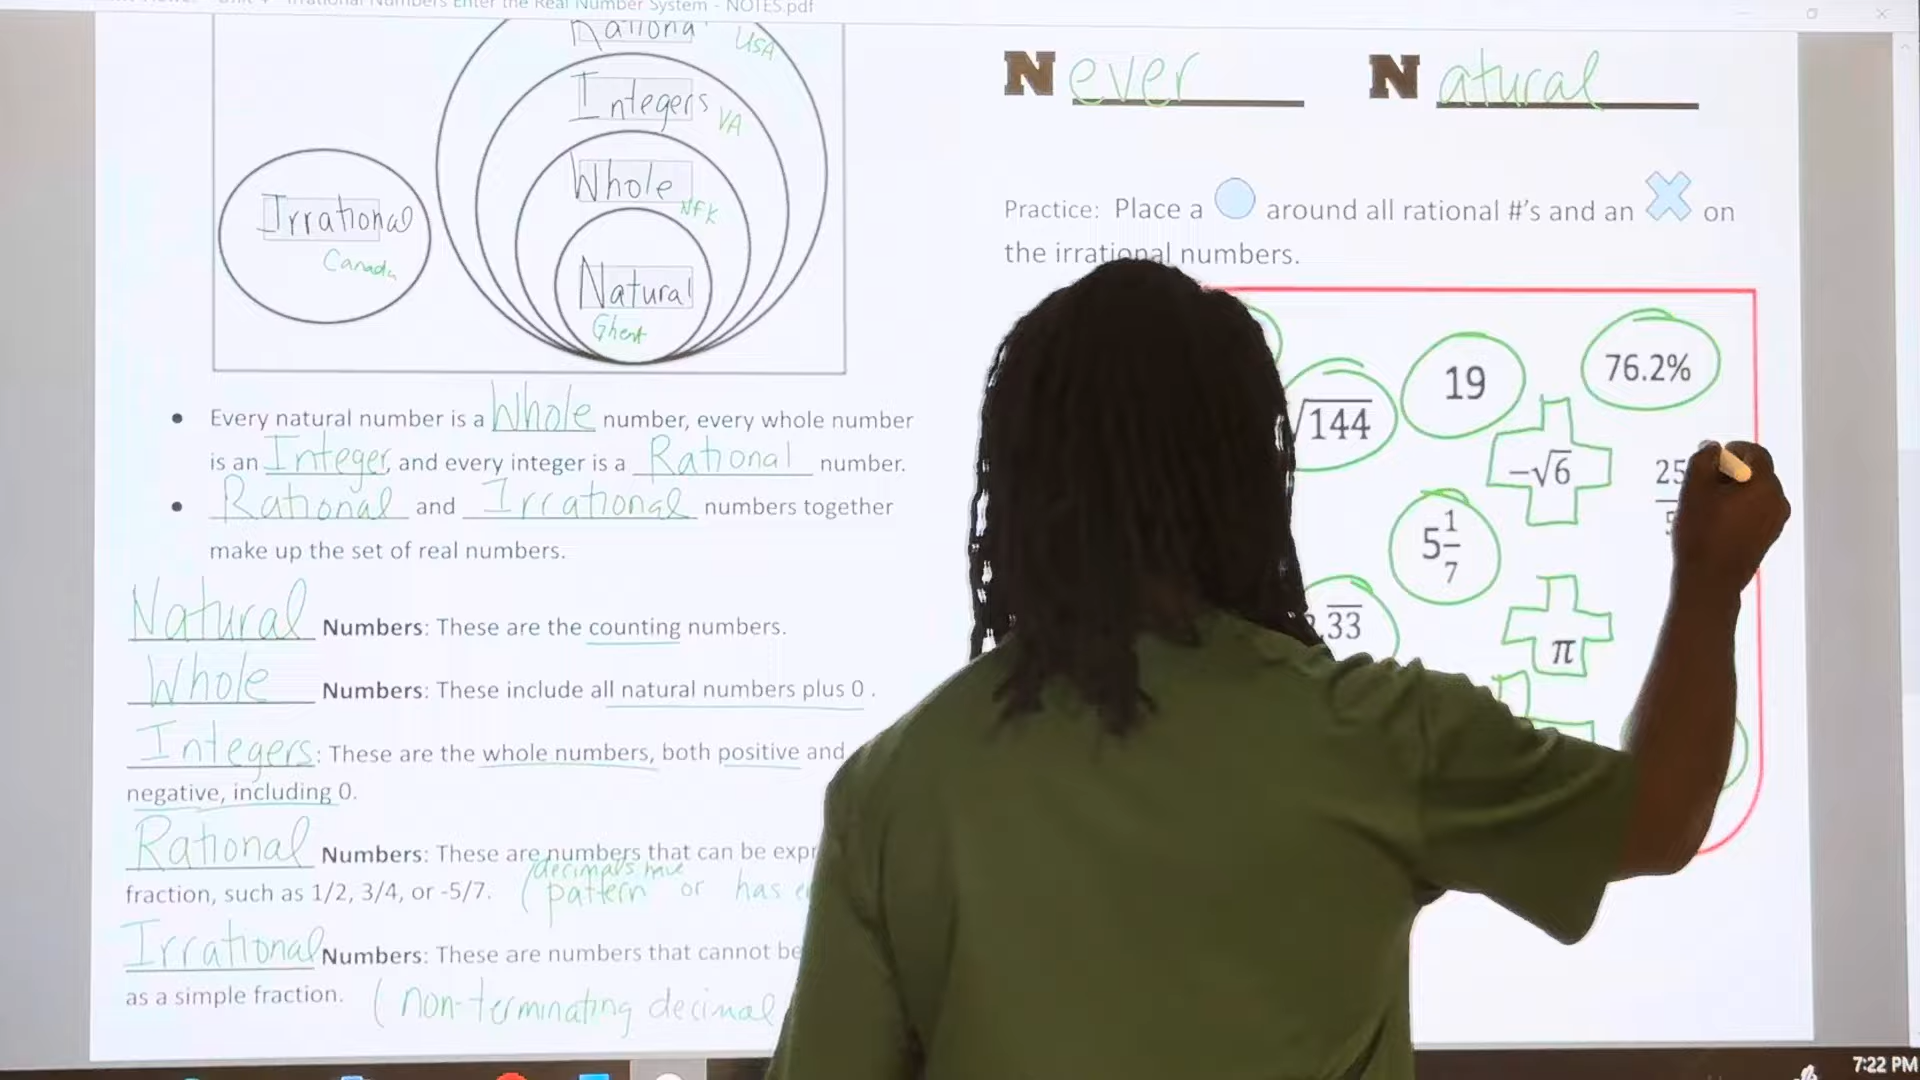 Irrational Numbers Enter the Real Number System - NOTES.pdf
Rational
USA
Integers
VA
Whole
NFK
Irrational
Canada
Natural
Ghent
• Every natural number is a Whole number, every whole number
is an Integer, and every integer is a Rational number.
• Rational and Irrational numbers together
make up the set of real numbers.
Natural Numbers: These are the counting numbers.
Whole Numbers: These include all natural numbers plus 0 .
Integers: These are the whole numbers, both positive and
negative, including 0.
Rational Numbers: These are numbers that can be expr
decimals have
fraction, such as 1/2, 3/4, or -5/7. ( pattern or has
Irrational Numbers: These are numbers that cannot be
as a simple fraction. ( non-terminating decimal
Never Natural
Practice: Place a around all rational #'s and an on
the irrational numbers.
76.2%
19
√144
-√6
25
5
5 1/7
.33
π
7:22 PM